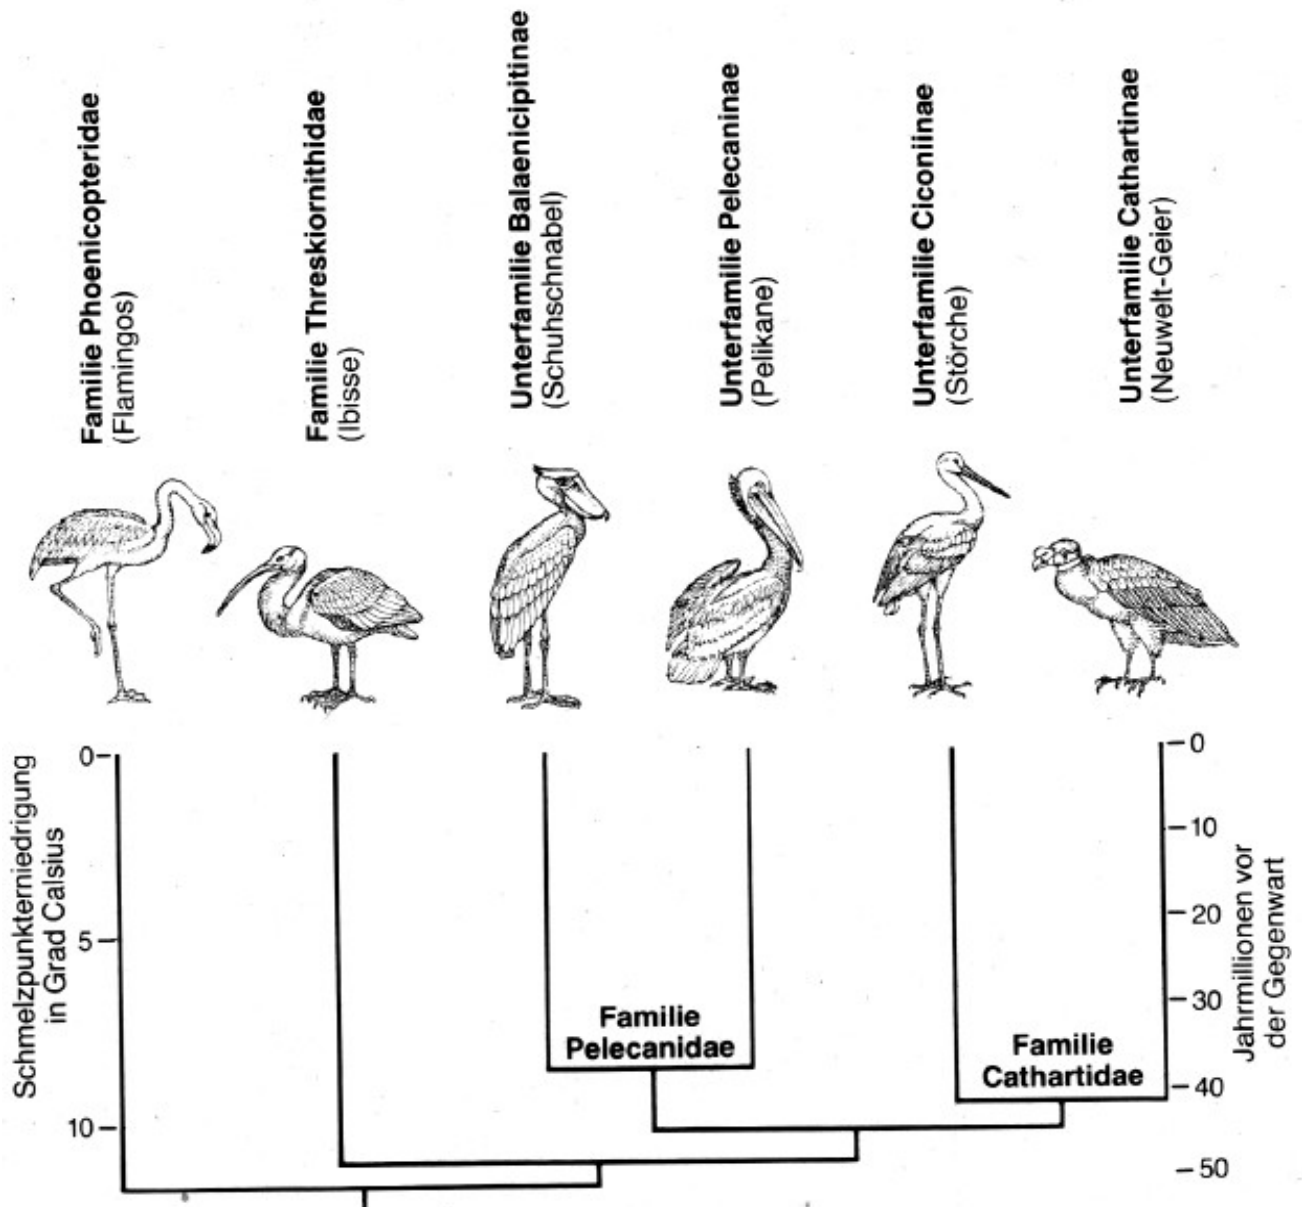 Familie Phoenicopteridae
(Flamingos)
Familie Threskiornithidae
(Ibisse)
Unterfamilie Balaenicipitinae
(Schuhschnabel)
Unterfamilie Pelecaninae
(Pelikane)
Unterfamilie Ciconiinae
(Störche)
Unterfamilie Cathartinae
(Neuwelt-Geier)
Schmelzpunkterniedrigung
in Grad Calsius
0
5
10
Familie
Pelecanidae
Familie
Cathartidae
0
10
20
30
40
50
Jahrmillionen vor
der Gegenwart